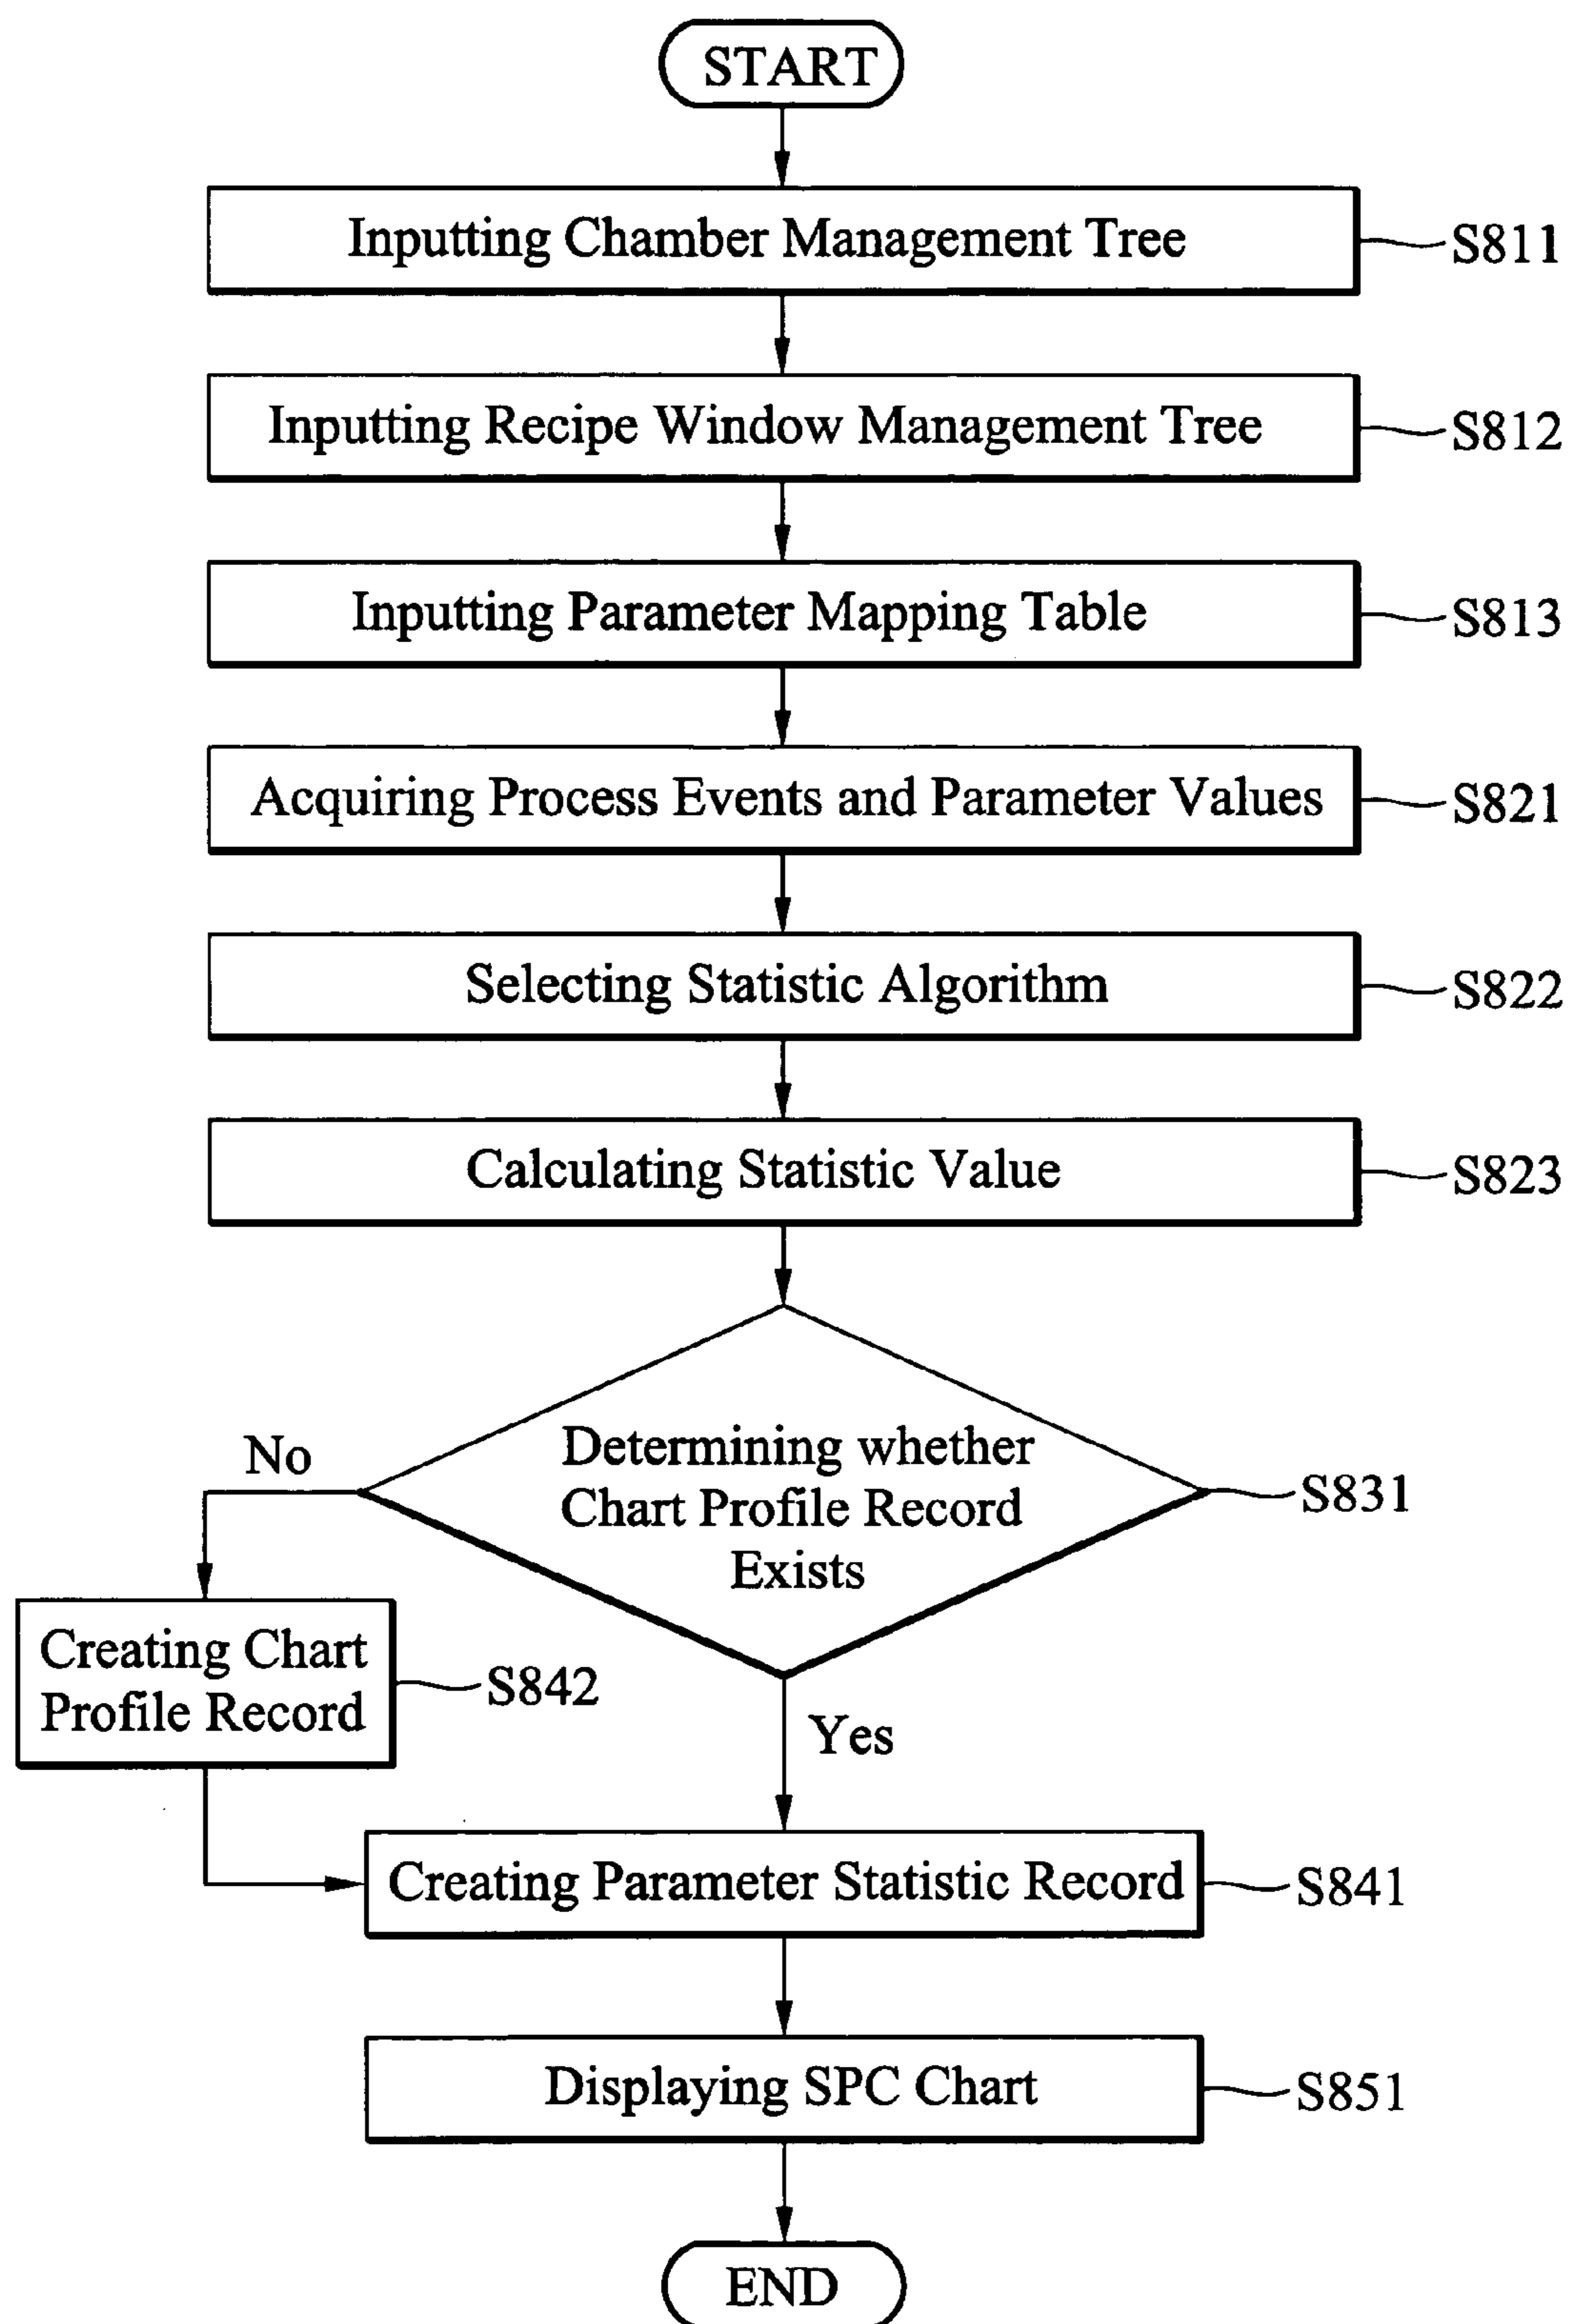 START
Inputting Chamber Management Tree
S811
Inputting Recipe Window Management Tree
S812
Inputting Parameter Mapping Table
S813
Acquiring Process Events and Parameter Values
S821
Selecting Statistic Algorithm
S822
Calculating Statistic Value
S823
Determining whether
Chart Profile Record
Exists
S831
No
Creating Chart
Profile Record
S842
Yes
Creating Parameter Statistic Record
S841
Displaying SPC Chart
S851
END